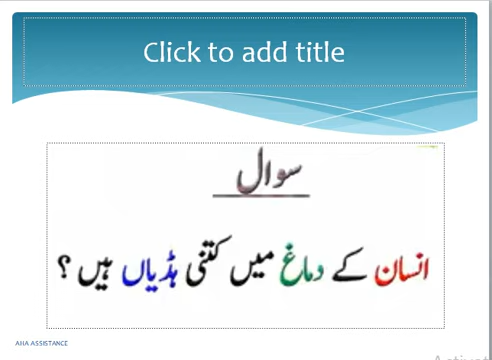 Click to add title
سوال
انسان کے دماغ میں کتنی ہڈیاں ہیں ؟
AHA ASSISTANCE